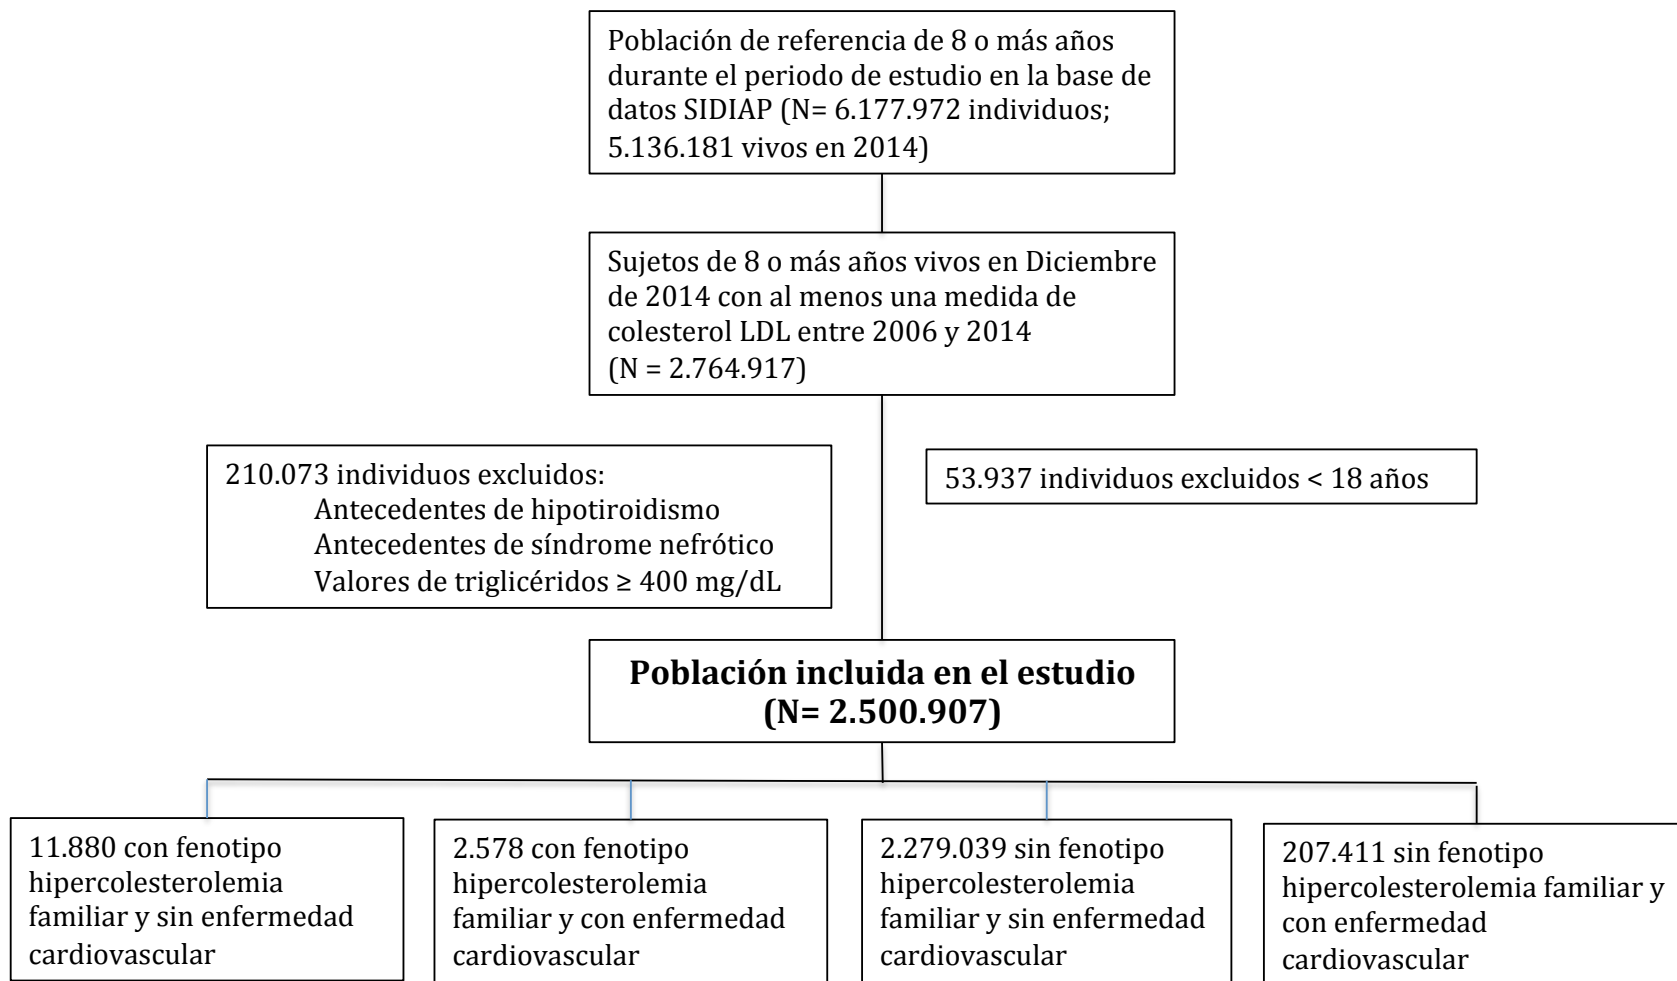 Población de referencia de 8 o más años
durante el periodo de estudio en la base de
datos SIDIAP (N= 6.177.972 individuos;
5.136.181 vivos en 2014)
Sujetos de 8 o más años vivos en Diciembre
de 2014 con al menos una medida de
colesterol LDL entre 2006 y 2014
(N = 2.764.917)
210.073 individuos excluidos:
Antecedentes de hipotiroidismo
Antecedentes de síndrome nefrótico
Valores de triglicéridos ≥ 400 mg/dL
53.937 individuos excluidos < 18 años
Población incluida en el estudio
(N= 2.500.907)
11.880 con fenotipo
hipercolesterolemia
familiar y sin enfermedad
cardiovascular
2.578 con fenotipo
hipercolesterolemia
familiar y con enfermedad
cardiovascular
2.279.039 sin fenotipo
hipercolesterolemia
familiar y sin enfermedad
cardiovascular
207.411 sin fenotipo
hipercolesterolemia familiar y
con enfermedad
cardiovascular